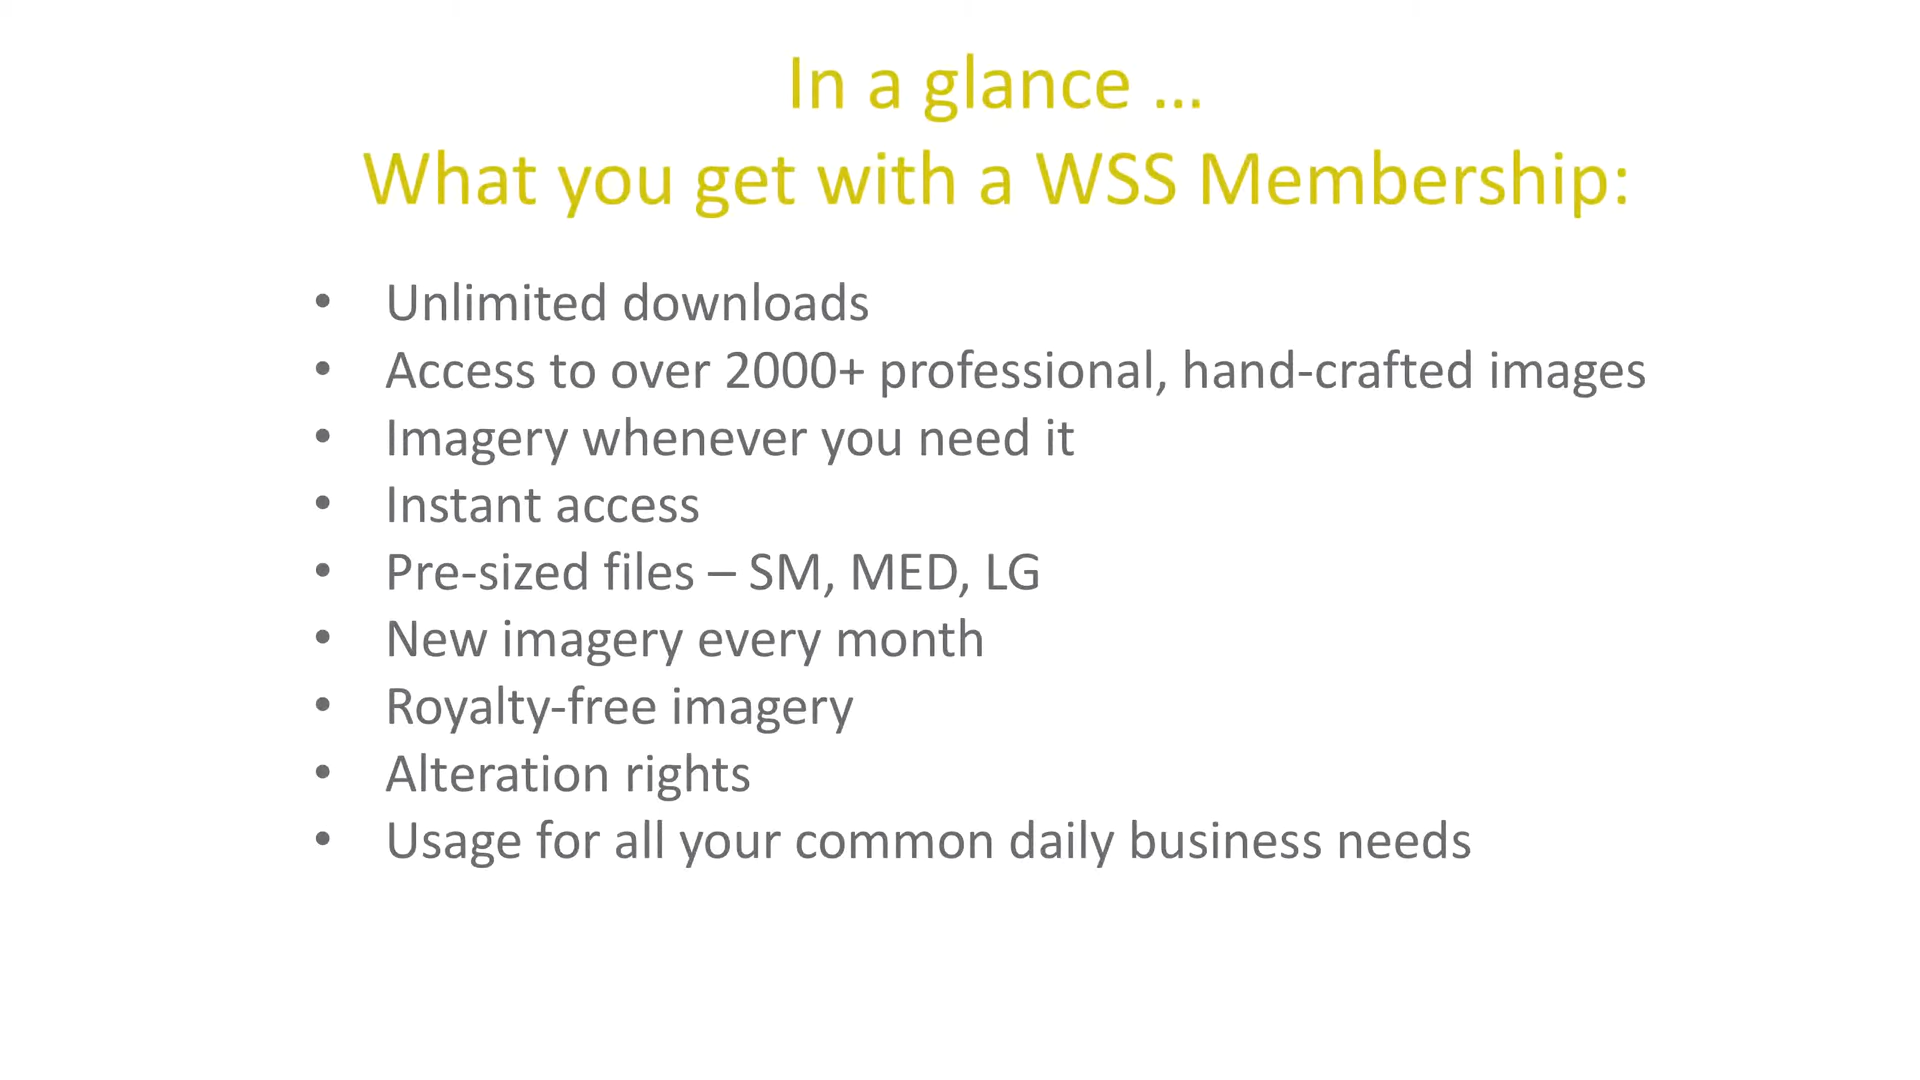 In a glance ...
What you get with a WSS Membership:
• Unlimited downloads
• Access to over 2000+ professional, hand-crafted images
• Imagery whenever you need it
• Instant access
• Pre-sized files – SM, MED, LG
• New imagery every month
• Royalty-free imagery
• Alteration rights
• Usage for all your common daily business needs